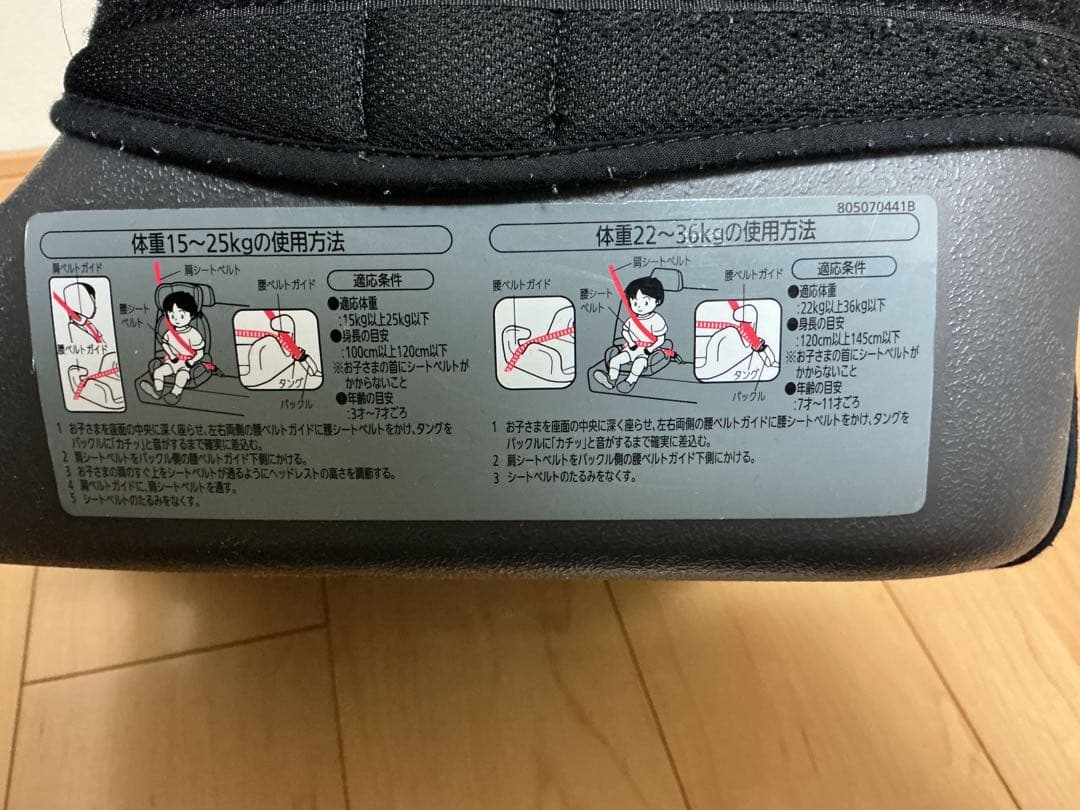 805070441B
体重15～25kgの使用方法
肩ベルトガイド
肩シートベルト
腰シート
ベルト
腰ベルトガイド
腰ベルトガイド
タング
バックル
適応条件
●適応体重
:15kg以上25kg以下
●身長の目安
:100cm以上120cm以下
※お子さまの首にシートベルトが
かからないこと
●年齢の目安
:3才～7才ごろ
1 お子さまを座面の中央に深く座らせ、左右両側の腰ベルトガイドに腰シートベルトをかけ、タングを
バックルに「カチッ」と音がするまで確実に差込む。
2 肩シートベルトをバックル側の腰ベルトガイド下側にかける。
3 お子さまの肩のすぐ上をシートベルトが通るようにヘッドレストの高さを調節する。
4 肩ベルトガイドに、肩シートベルトを通す。
5 シートベルトのたるみをなくす。
体重22～36kgの使用方法
肩シートベルト
腰ベルトガイド
腰シート
ベルト
腰ベルトガイド
タング
バックル
適応条件
●適応体重
:22kg以上36kg以下
●身長の目安
:120cm以上145cm以下
※お子さまの首にシートベルトが
かからないこと
●年齢の目安
:7才～11才ごろ
1 お子さまを座面の中央に深く座らせ、左右両側の腰ベルトガイドに腰シートベルトをかけ、タングを
バックルに「カチッ」と音がするまで確実に差込む。
2 肩シートベルトをバックル側の腰ベルトガイド下側にかける。
3 シートベルトのたるみをなくす。